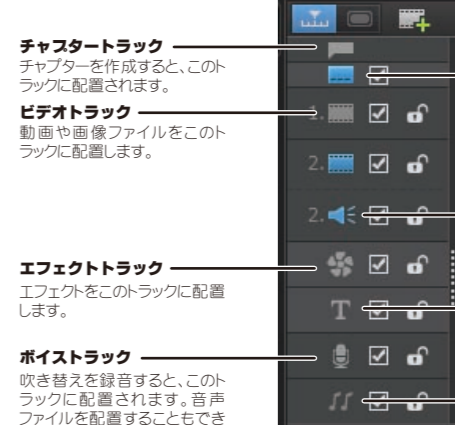 チャプタートラック
チャプターを作成すると、このト
ラックに配置されます。
ビデオトラック
動画や画像ファイルをこのト
ラックに配置します。
1.
2.
2.
エフェクトトラック
エフェクトをこのトラックに配置
します。
T
ボイストラック
吹き替えを録音すると、このト
ラックに配置されます。音声
ファイルを配置することもでき